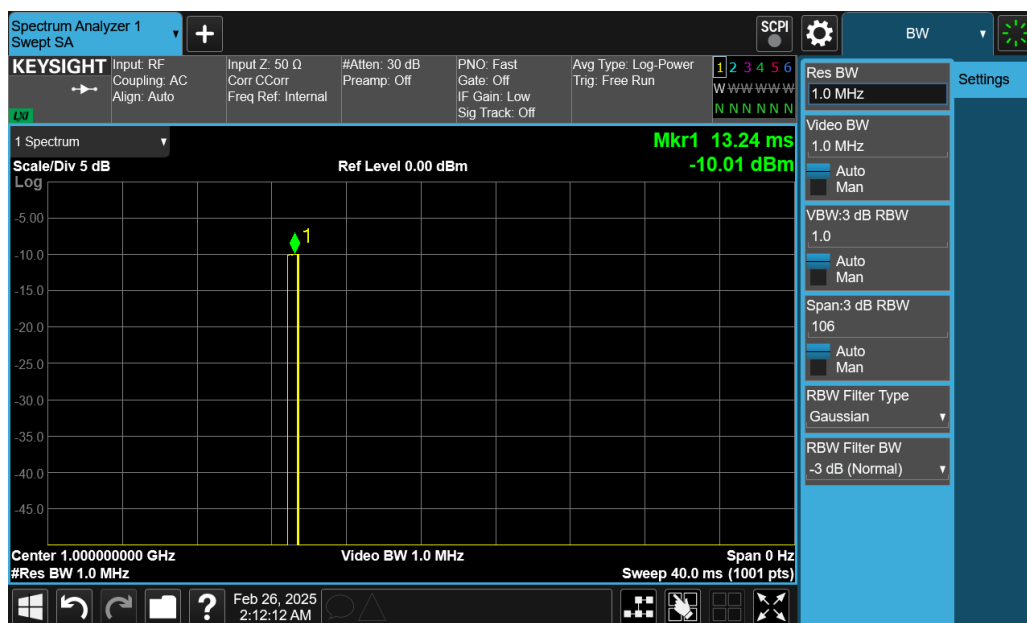 Spectrum Analyzer 1
Swept SA
+
SCPI
BW
KEYSIGHT
LXI
Input: RF
Coupling: AC
Align: Auto
Input Z: 50 Ω
Corr CCorr
Freq Ref: Internal
#Atten: 30 dB
Preamp: Off
PNO: Fast
Gate: Off
IF Gain: Low
Sig Track: Off
Avg Type: Log-Power
Trig: Free Run
1 2 3 4 5 6
W W W W W W
N N N N N N
1 Spectrum
Mkr1 13.24 ms
-10.01 dBm
Scale/Div 5 dB
Ref Level 0.00 dBm
Log
1
-5.00
-10.0
-15.0
-20.0
-25.0
-30.0
-35.0
-40.0
-45.0
Center 1.000000000 GHz
Video BW 1.0 MHz
Span 0 Hz
#Res BW 1.0 MHz
Sweep 40.0 ms (1001 pts)
Res BW
1.0 MHz
Video BW
1.0 MHz
Auto
Man
VBW:3 dB RBW
1.0
Auto
Man
Span:3 dB RBW
106
Auto
Man
RBW Filter Type
Gaussian
RBW Filter BW
-3 dB (Normal)
Settings
?
Feb 26, 2025
2:12:12 AM